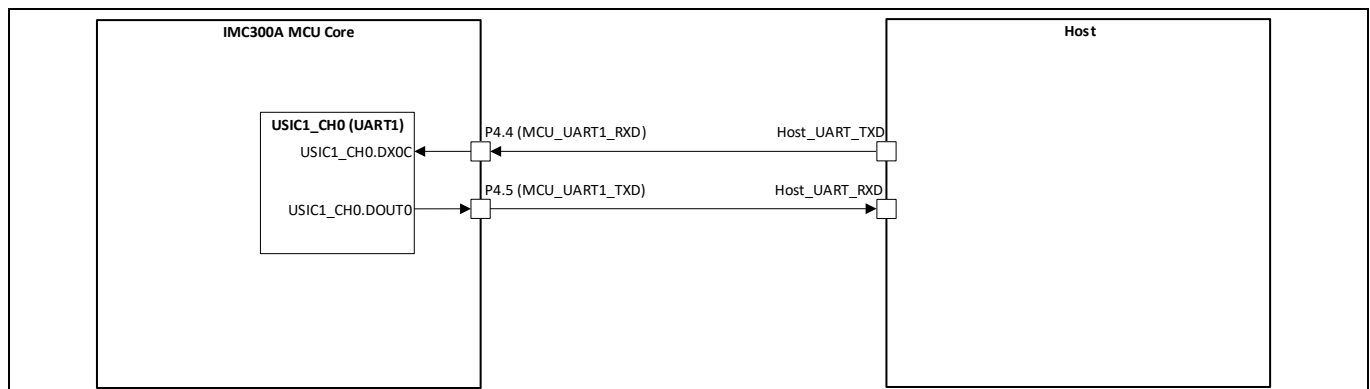 IMC300A MCU Core
Host
USIC1_CH0 (UART1)
P4.4 (MCU_UART1_RXD)
Host_UART_TXD
USIC1_CH0.DX0C
P4.5 (MCU_UART1_TXD)
Host_UART_RXD
USIC1_CH0.DOUT0